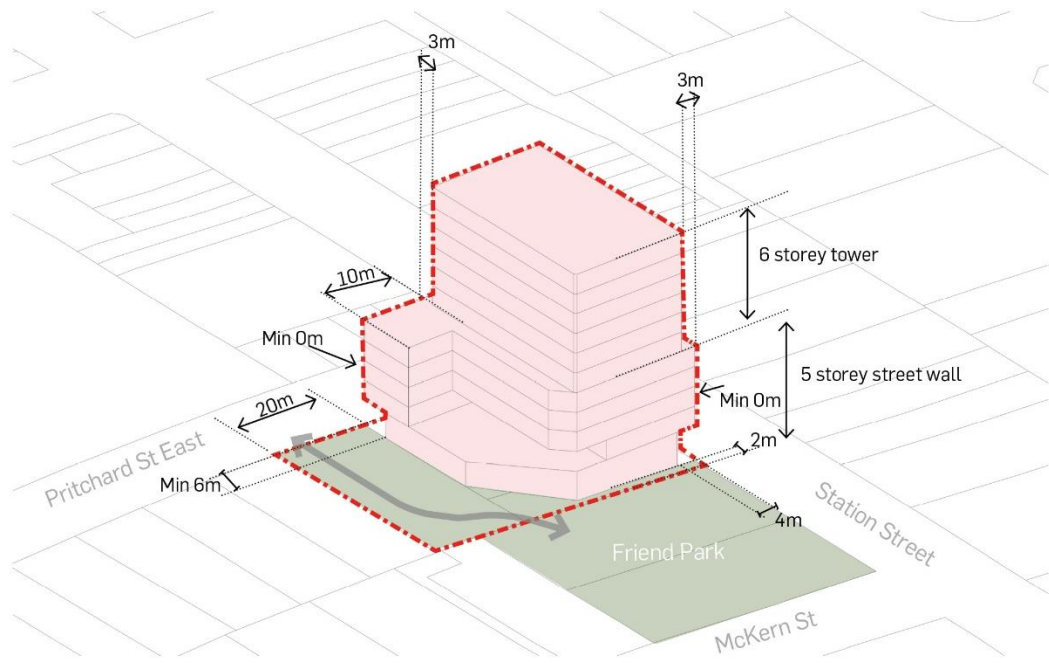 3m
3m
6 storey tower
10m
Min 0m
5 storey street wall
Min 0m
20m
Pritchard St East
2m
Min 6m
4m
Station Street
Friend Park
McKern St